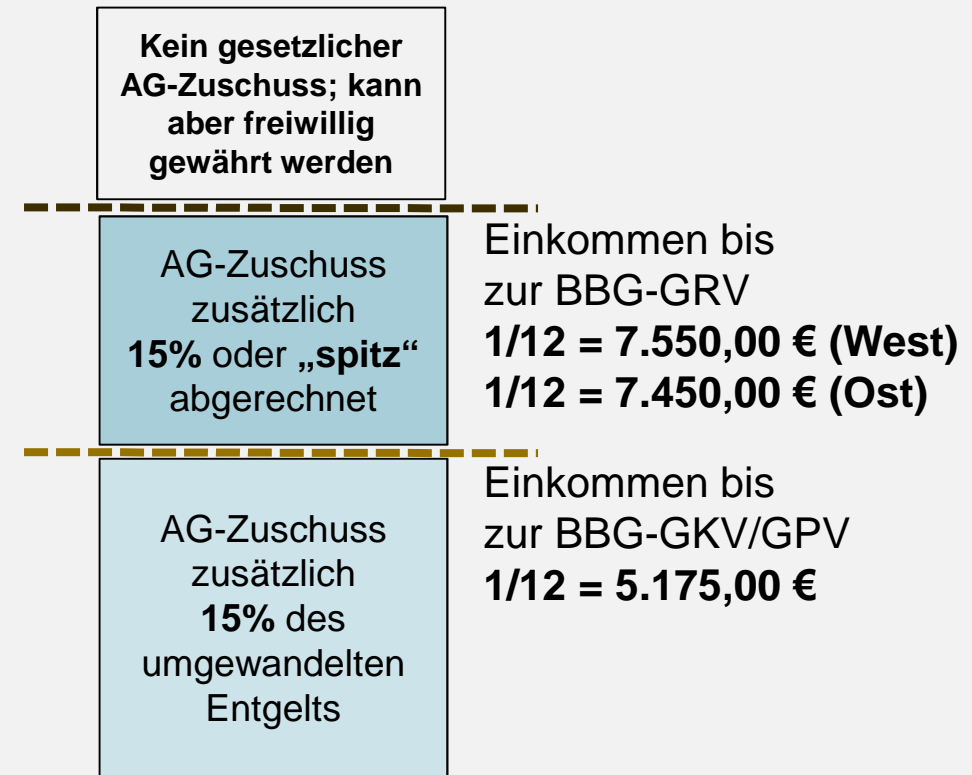 Kein gesetzlicher
AG-Zuschuss; kann
aber freiwillig
gewährt werden
AG-Zuschuss
zusätzlich
15% oder „spitz“
abgerechnet
Einkommen bis
zur BBG-GRV
1/12 = 7.550,00 € (West)
1/12 = 7.450,00 € (Ost)
AG-Zuschuss
zusätzlich
15% des
umgewandelten
Entgelts
Einkommen bis
zur BBG-GKV/GPV
1/12 = 5.175,00 €